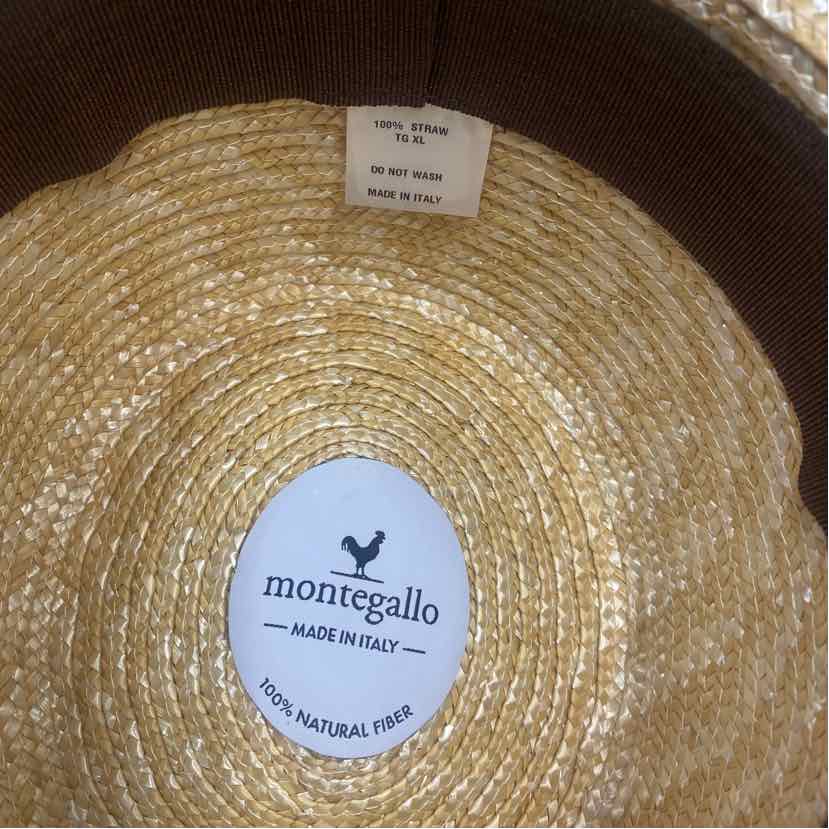 100% STRAW
TG XL
DO NOT WASH
MADE IN ITALY
montegallo
— MADE IN ITALY —
100% NATURAL FIBER